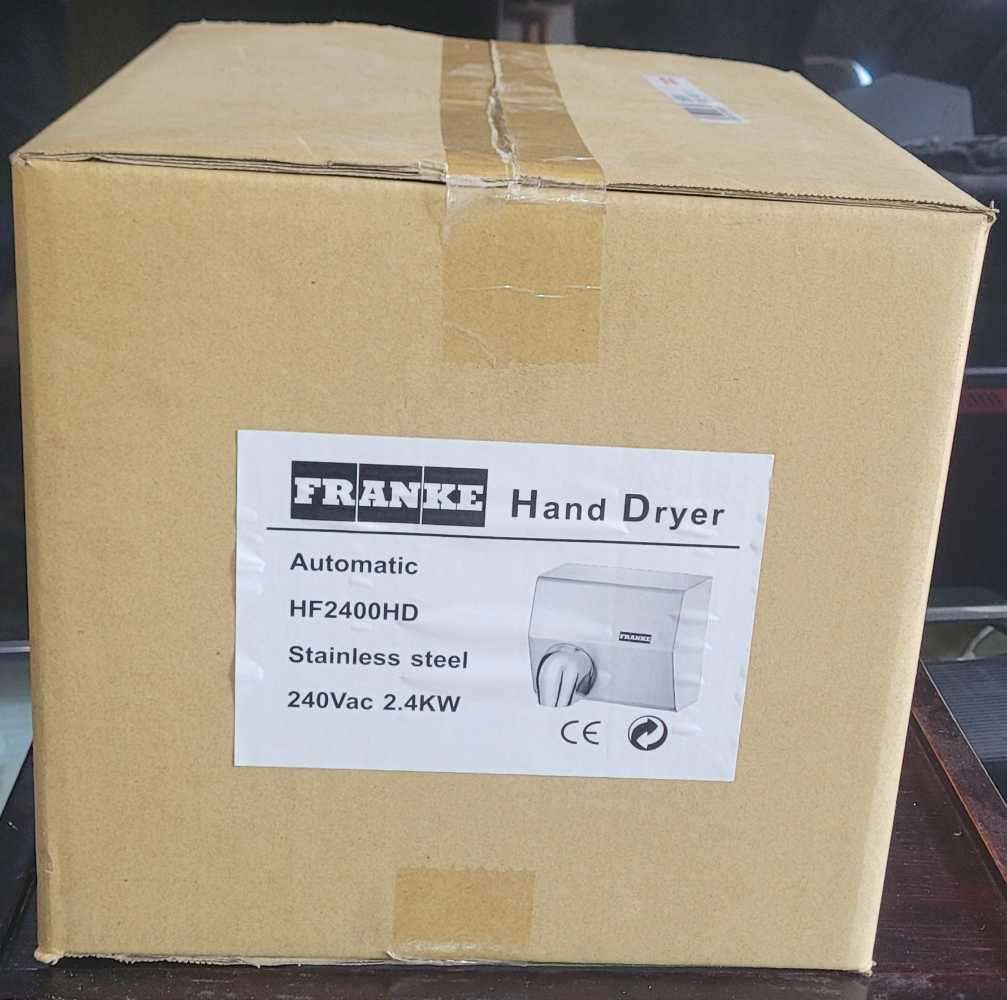 FRANKE Hand Dryer
Automatic
HF2400HD
Stainless steel
240Vac 2.4KW
FRANKE
CE